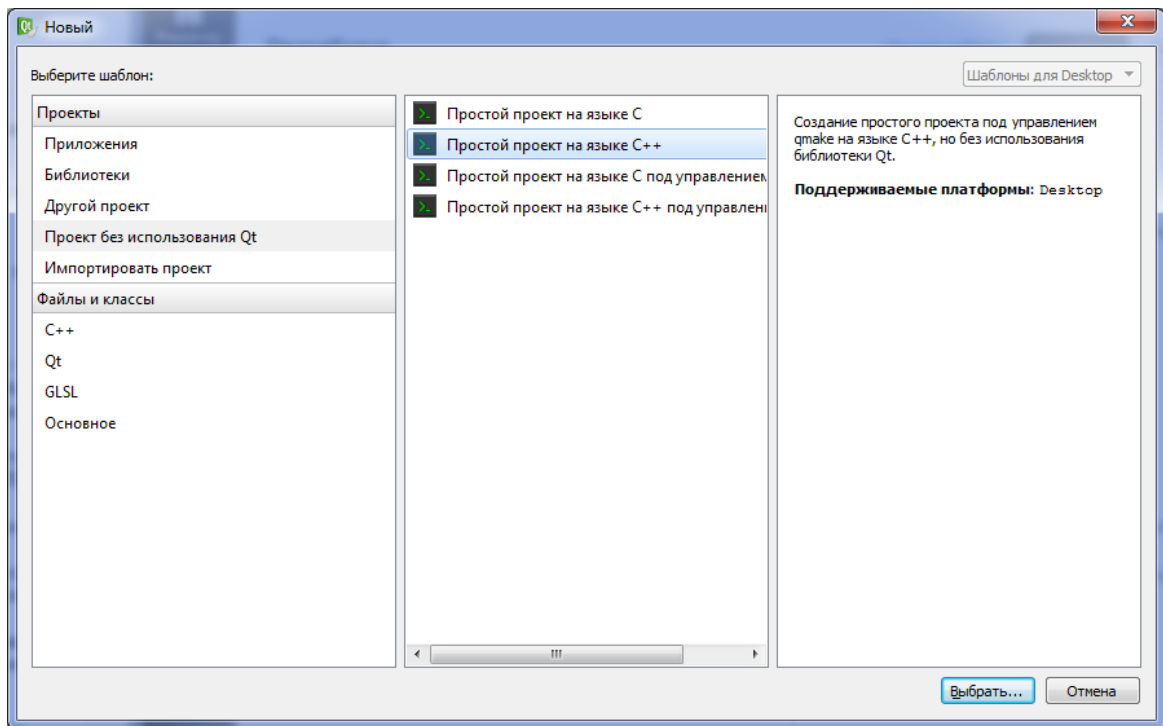 Новый
Выберите шаблон:
Шаблоны для Desktop
Проекты
Приложения
Библиотеки
Другой проект
Проект без использования Qt
Импортировать проект
Файлы и классы
C++
Qt
GLSL
Основное
Простой проект на языке C
Простой проект на языке C++
Простой проект на языке C под управлением
Простой проект на языке C++ под
Создание простого проекта под управлением
qmake на языке C++, но без использования
библиотеки Qt.
Поддерживаемые платформы: Desktop
Выбрать...
Отмена